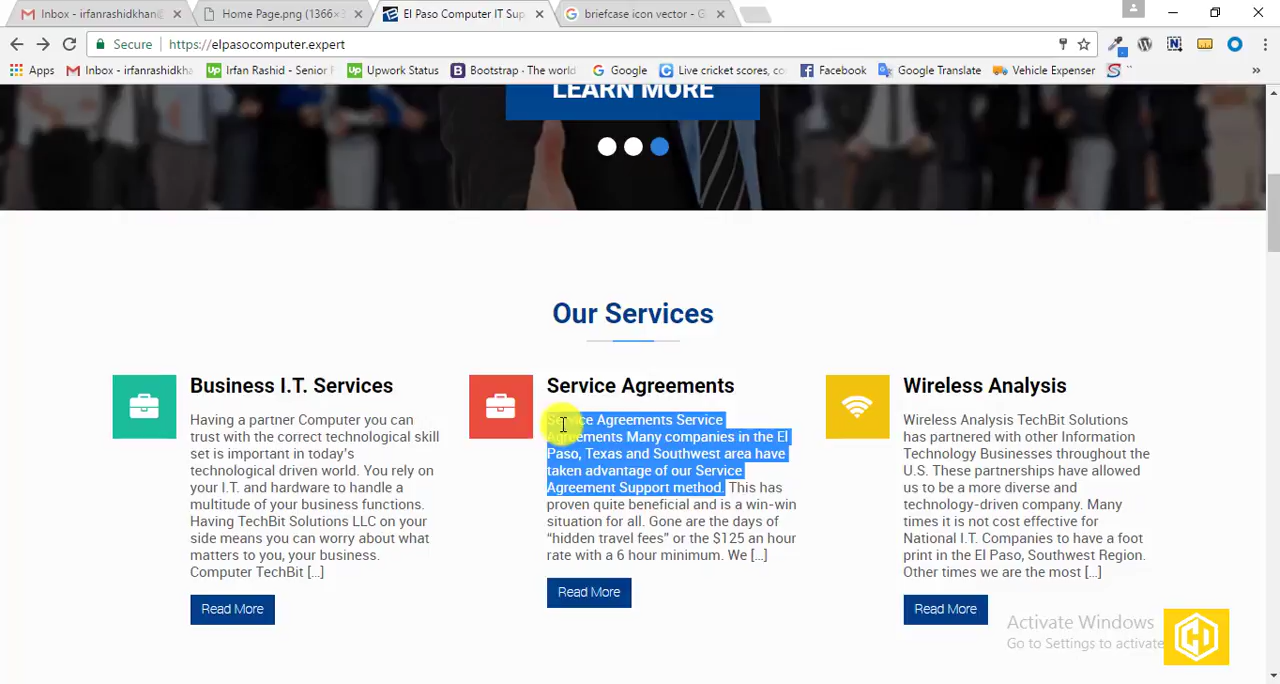 Inbox - irfanrashidkhan
Home Page.png (1366×
El Paso Computer IT Sup
briefcase icon vector - G
Secure
https://elpasocomputer.expert
Apps
Inbox - irfanrashidkha
Up
Irfan Rashid - Senior
Up
Upwork Status
B
Bootstrap - The world
Google
Live cricket scores, co
Facebook
Google Translate
Vehicle Expenser
»
LEARN MORE
Our Services
Business I.T. Services
Having a partner Computer you can
trust with the correct technological skill
set is important in today's
technological driven world. You rely on
your I.T. and hardware to handle a
multitude of your business functions.
Having TechBit Solutions LLC on your
side means you can worry about what
matters to you, your business.
Computer TechBit [...]
Read More
Service Agreements
Service Agreements Service
Agreements Many companies in the El
Paso, Texas and Southwest area have
taken advantage of our Service
Agreement Support method. This has
proven quite beneficial and is a win-win
situation for all. Gone are the days of
“hidden travel fees” or the $125 an hour
rate with a 6 hour minimum. We [...]
Read More
Wireless Analysis
Wireless Analysis TechBit Solutions
has partnered with other Information
Technology Businesses throughout the
U.S. These partnerships have allowed
us to be a more diverse and
technology-driven company. Many
times it is not cost effective for
National I.T. Companies to have a foot
print in the El Paso, Southwest Region.
Other times we are the most [...]
Read More
Activate Windows
Go to Settings to activate